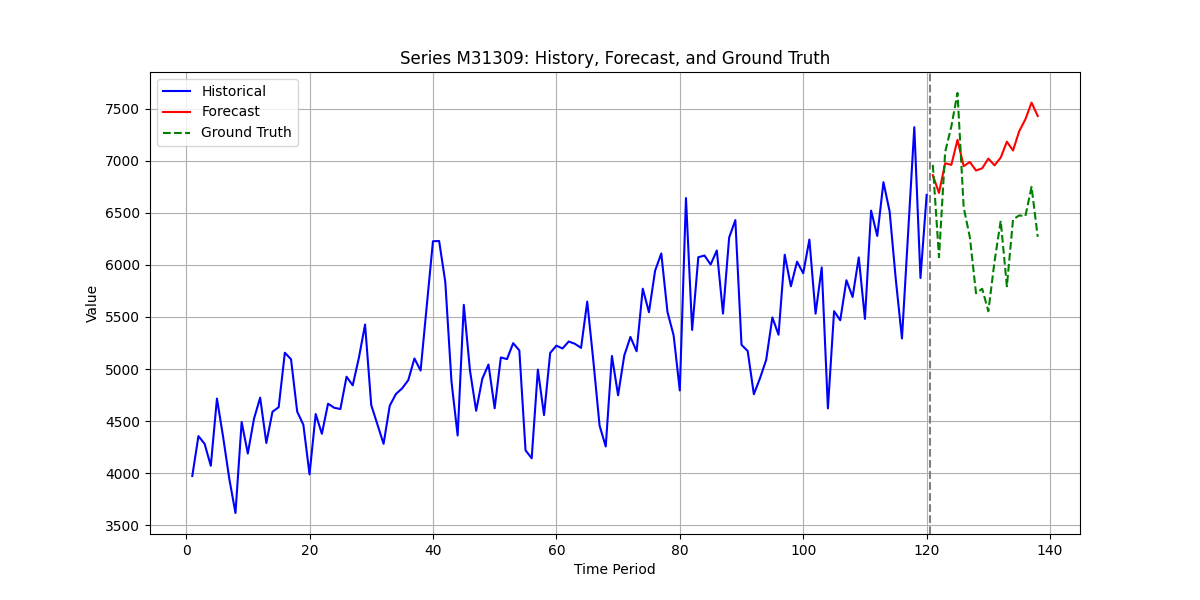 Series M31309: History, Forecast, and Ground Truth
Historical
Forecast
Ground Truth
7500
7000
6500
6000
5500
5000
4500
4000
3500
Value
0 20 40 60 80 100 120 140
Time Period